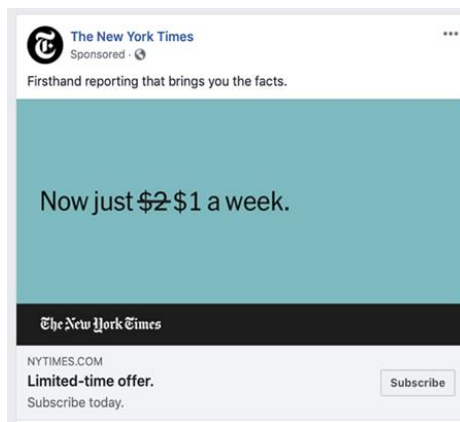 The New York Times
Sponsored ·
Firsthand reporting that brings you the facts.
Now just $2 $1 a week.
The New York Times
NYTIMES.COM
Limited-time offer.
Subscribe
Subscribe today.